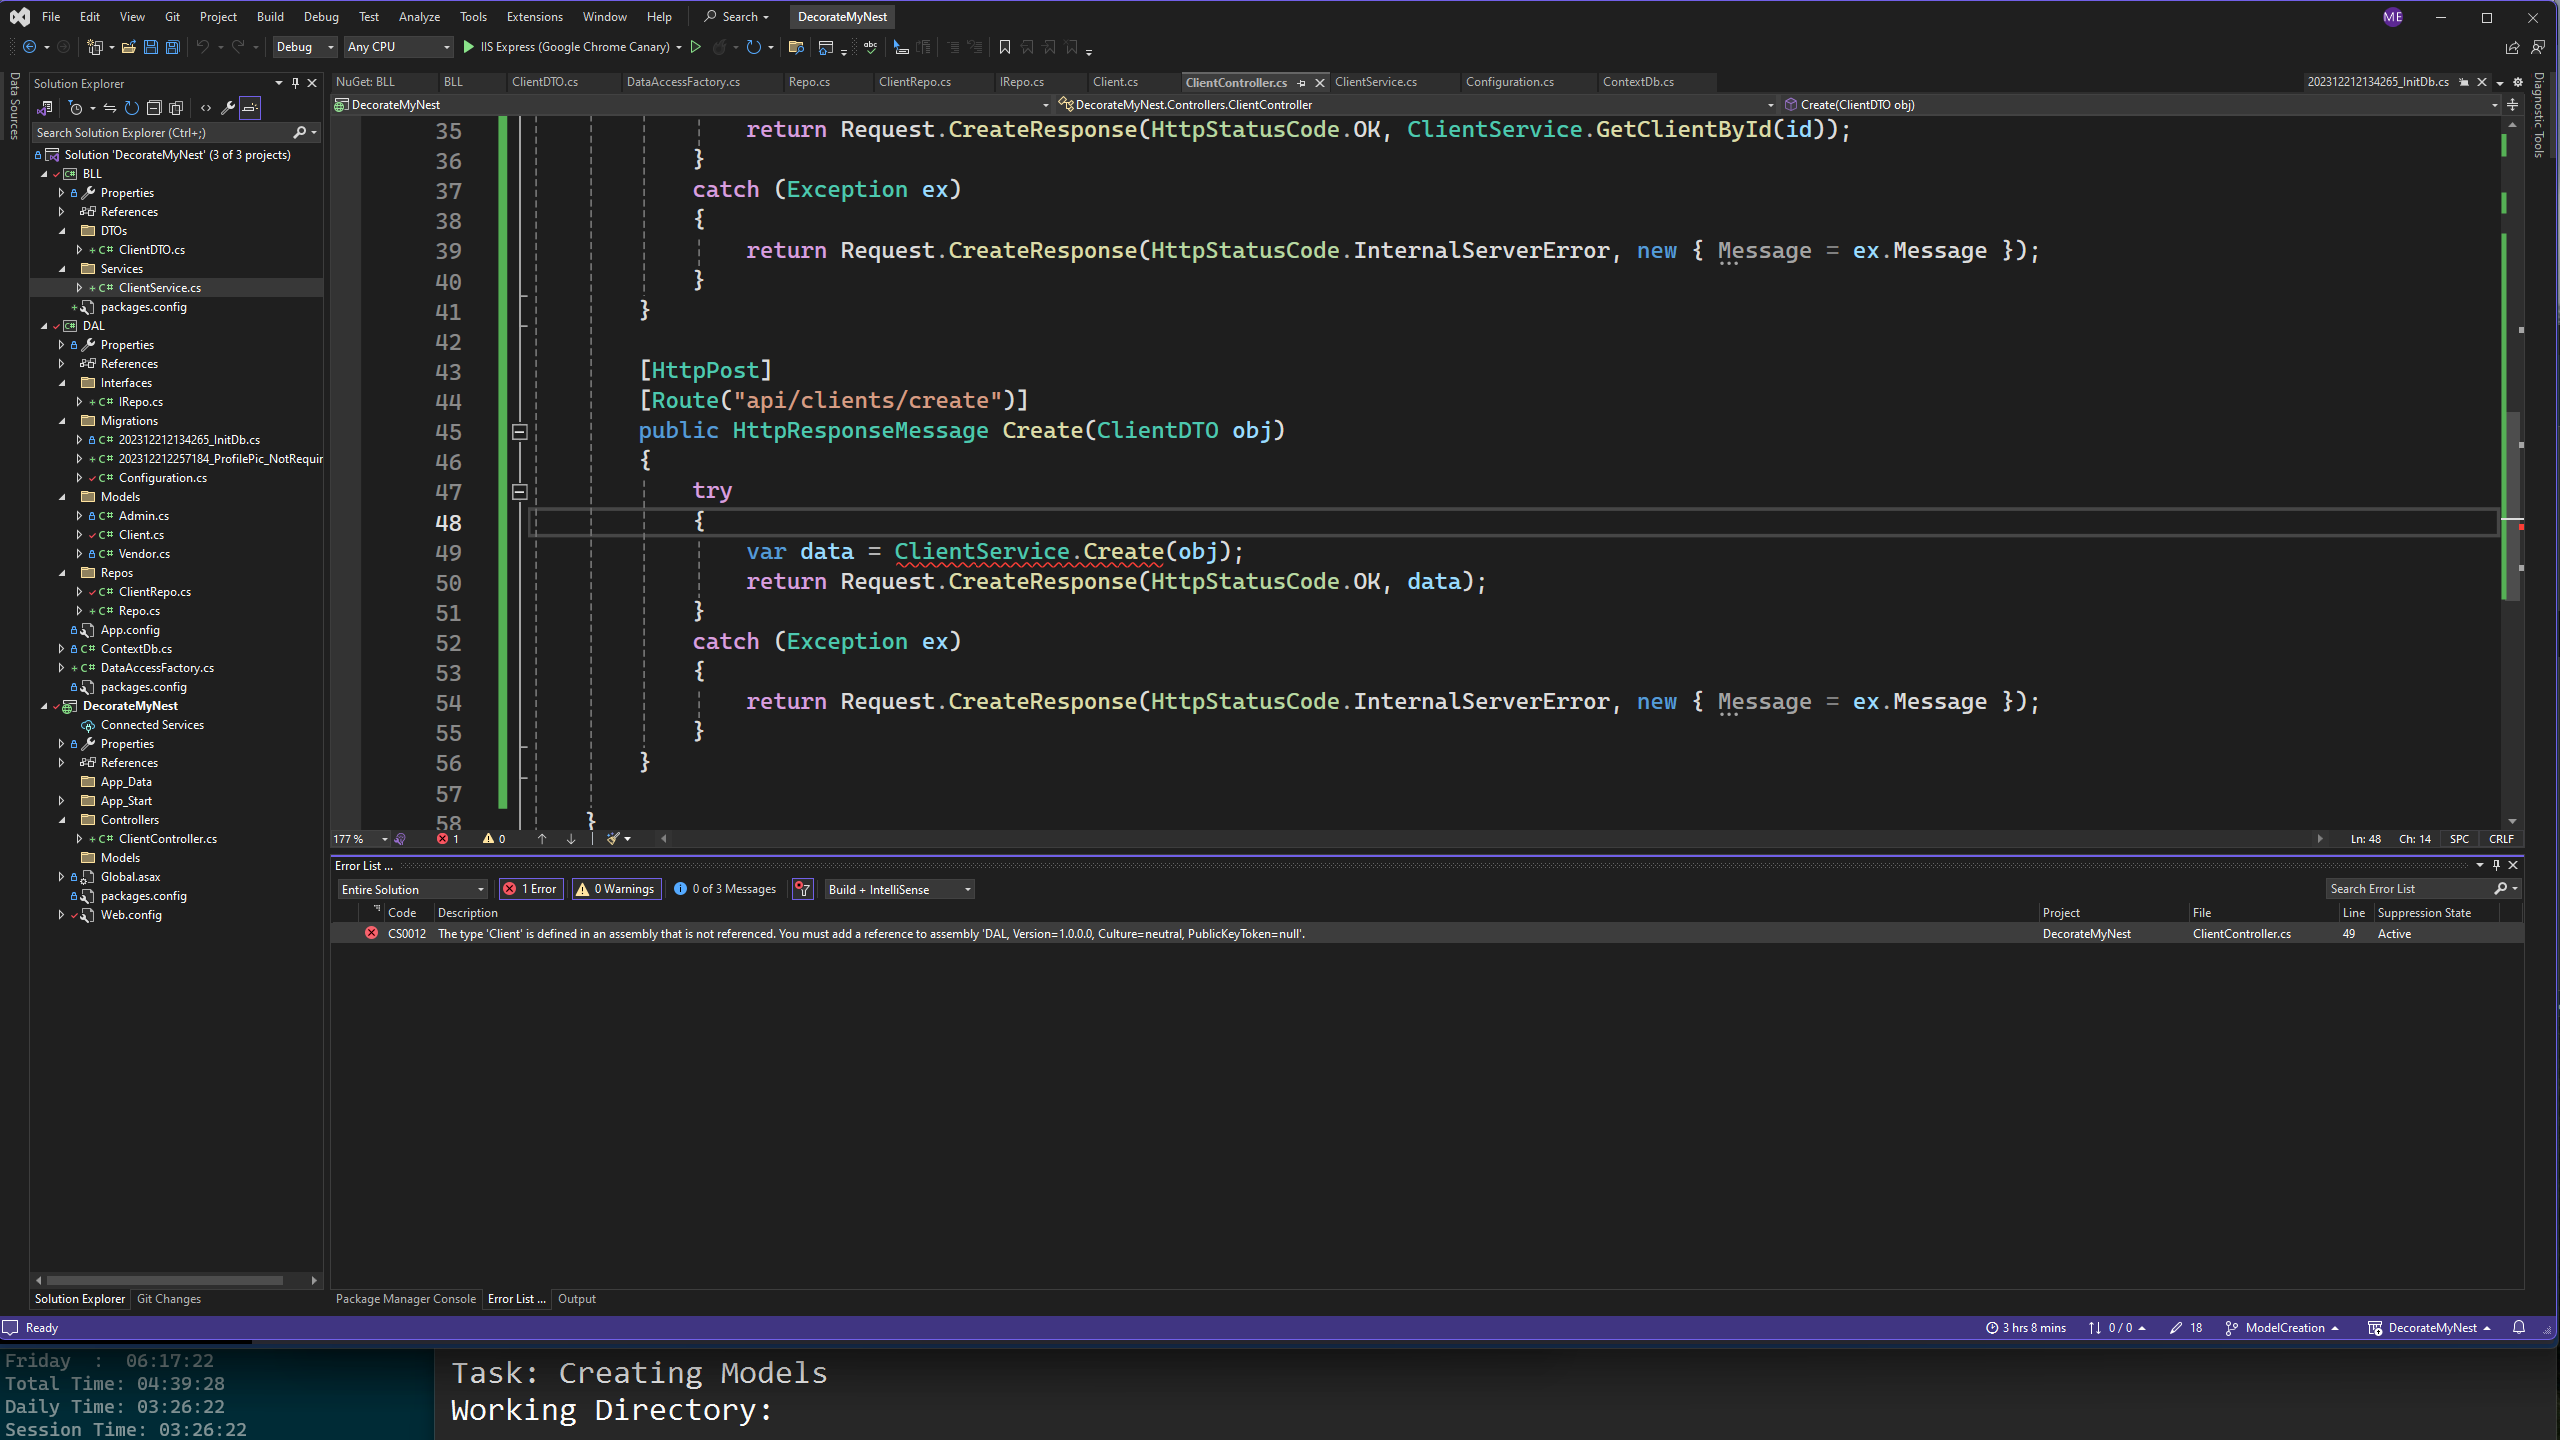 File Edit View Git Project Build Debug Test Analyze Tools Extensions Window Help Search DecorateMyNest ME
Debug Any CPU IIS Express (Google Chrome Canary)
Data Sources
Solution Explorer
Search Solution Explorer (Ctrl+;)
Solution 'DecorateMyNest' (3 of 3 projects)
BLL
Properties
References
DTOs
C# ClientDTO.cs
Services
C# ClientService.cs
packages.config
DAL
Properties
References
Interfaces
C# IRepo.cs
Migrations
C# 202312212134265_InitDb.cs
C# 202312212257184_ProfilePic_NotRequir
C# Configuration.cs
Models
C# Admin.cs
C# Client.cs
C# Vendor.cs
Repos
C# ClientRepo.cs
C# Repo.cs
App.config
C# ContextDb.cs
C# DataAccessFactory.cs
packages.config
DecorateMyNest
Connected Services
Properties
References
App_Data
App_Start
Controllers
C# ClientController.cs
Models
Global.asax
packages.config
Web.config
Solution Explorer Git Changes
NuGet: BLL BLL ClientDTO.cs DataAccessFactory.cs Repo.cs ClientRepo.cs IRepo.cs Client.cs ClientController.cs ClientService.cs Configuration.cs ContextDb.cs 202312212134265_InitDb.cs
DecorateMyNest DecorateMyNest.Controllers.ClientController Create(ClientDTO obj)
35 return Request.CreateResponse(HttpStatusCode.OK, ClientService.GetClientById(id));
36 }
37 catch (Exception ex)
38 {
39 return Request.CreateResponse(HttpStatusCode.InternalServerError, new { Message = ex.Message });
40 }
41 }
42
43 [HttpPost]
44 [Route("api/clients/create")]
45 public HttpResponseMessage Create(ClientDTO obj)
46 {
47 try
48 {
49 var data = ClientService.Create(obj);
50 return Request.CreateResponse(HttpStatusCode.OK, data);
51 }
52 catch (Exception ex)
53 {
54 return Request.CreateResponse(HttpStatusCode.InternalServerError, new { Message = ex.Message });
55 }
56 }
57
58 }
177 % 1 0 Ln: 48 Ch: 14 SPC CRLF
Diagnostic Tools
Error List ...
Entire Solution 1 Error 0 Warnings 0 of 3 Messages Build + IntelliSense Search Error List
Code Description Project File Line Suppression State
CS0012 The type 'Client' is defined in an assembly that is not referenced. You must add a reference to assembly 'DAL, Version=1.0.0.0, Culture=neutral, PublicKeyToken=null'. DecorateMyNest ClientController.cs 49 Active
Package Manager Console Error List ... Output
Ready 3 hrs 8 mins 0 / 0 18 ModelCreation DecorateMyNest
Friday : 06:17:22
Total Time: 04:39:28
Daily Time: 03:26:22
Session Time: 03:26:22
Task: Creating Models
Working Directory: